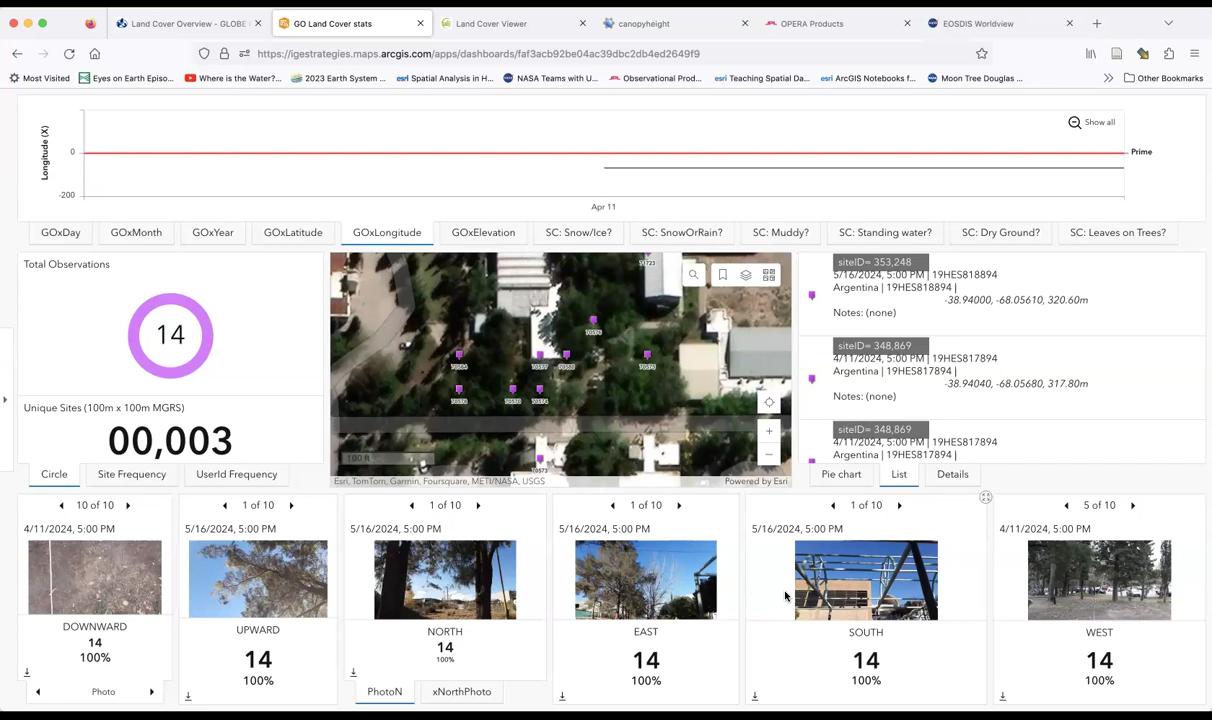 Land Cover Overview - GLOBE
GO Land Cover stats
Land Cover Viewer
canopyheight
OPERA Products
EOSDIS Worldview
https://igestrategies.maps.arcgis.com/apps/dashboards/faf3acb92be04ac39dbc2db4ed2649f9
Most Visited
Eyes on Earth Episo...
Where is the Water?...
2023 Earth System ...
esri Spatial Analysis in H...
NASA Teams with U...
Observational Prod...
esri Teaching Spatial Da...
esri ArcGIS Notebooks f...
Moon Tree Douglas ...
Other Bookmarks
Longitude (X)
0
-200
Apr 11
Show all
Prime
GOxDay
GOxMonth
GOxYear
GOxLatitude
GOxLongitude
GOxElevation
SC: Snow/Ice?
SC: SnowOrRain?
SC: Muddy?
SC: Standing water?
SC: Dry Ground?
SC: Leaves on Trees?
Total Observations
14
Unique Sites (100m x 100m MGRS)
00,003
Circle
Site Frequency
UserId Frequency
70575
70577
70573
100 ft
Esri, TomTom, Garmin, Foursquare, METI/NASA, USGS
Powered by Esri
siteID= 353,248
5/16/2024, 5:00 PM | 19HES818894
Argentina | 19HES818894 |
-38.94000, -68.05610, 320.60m
Notes: (none)
siteID= 348,869
4/11/2024, 5:00 PM | 19HES817894
Argentina | 19HES817894 |
-38.94040, -68.05680, 317.80m
Notes: (none)
siteID= 348,869
4/11/2024, 5:00 PM | 19HES817894
Argentina | 19HES817894 |
Pie chart
List
Details
10 of 10
4/11/2024, 5:00 PM
DOWNWARD
14
100%
Photo
1 of 10
5/16/2024, 5:00 PM
UPWARD
14
100%
1 of 10
5/16/2024, 5:00 PM
NORTH
14
100%
PhotoN
xNorthPhoto
1 of 10
5/16/2024, 5:00 PM
EAST
14
100%
1 of 10
5/16/2024, 5:00 PM
SOUTH
14
100%
5 of 10
4/11/2024, 5:00 PM
WEST
14
100%